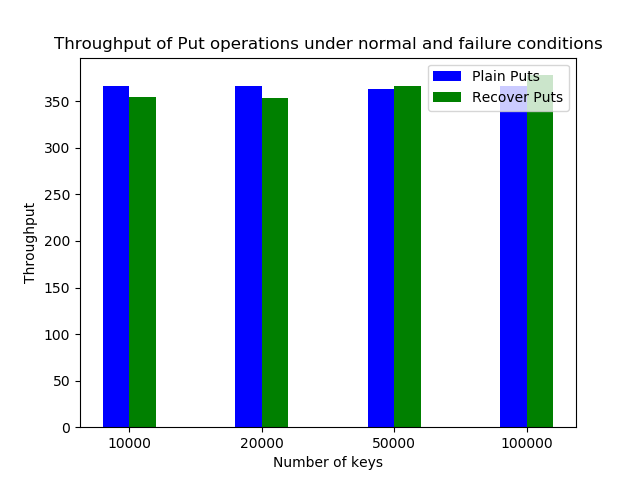 Throughput of Put operations under normal and failure conditions
Plain Puts
Recover Puts
350
300
250
200
150
100
50
0
Throughput
10000
20000
50000
100000
Number of keys